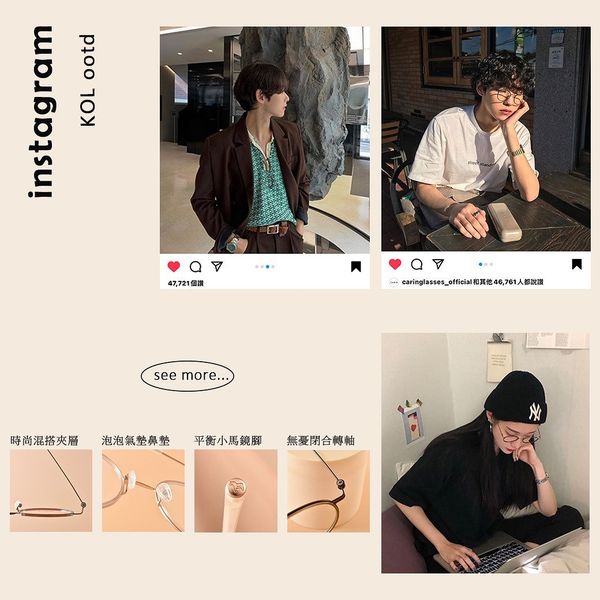 instagram
KOL ootd
47,721個讚
caringlasses_official和其他46,761人都說讚
see more...
時尚混搭夾層
泡泡氣墊鼻墊
平衡小馬鏡腳
無憂閉合轉軸
NY